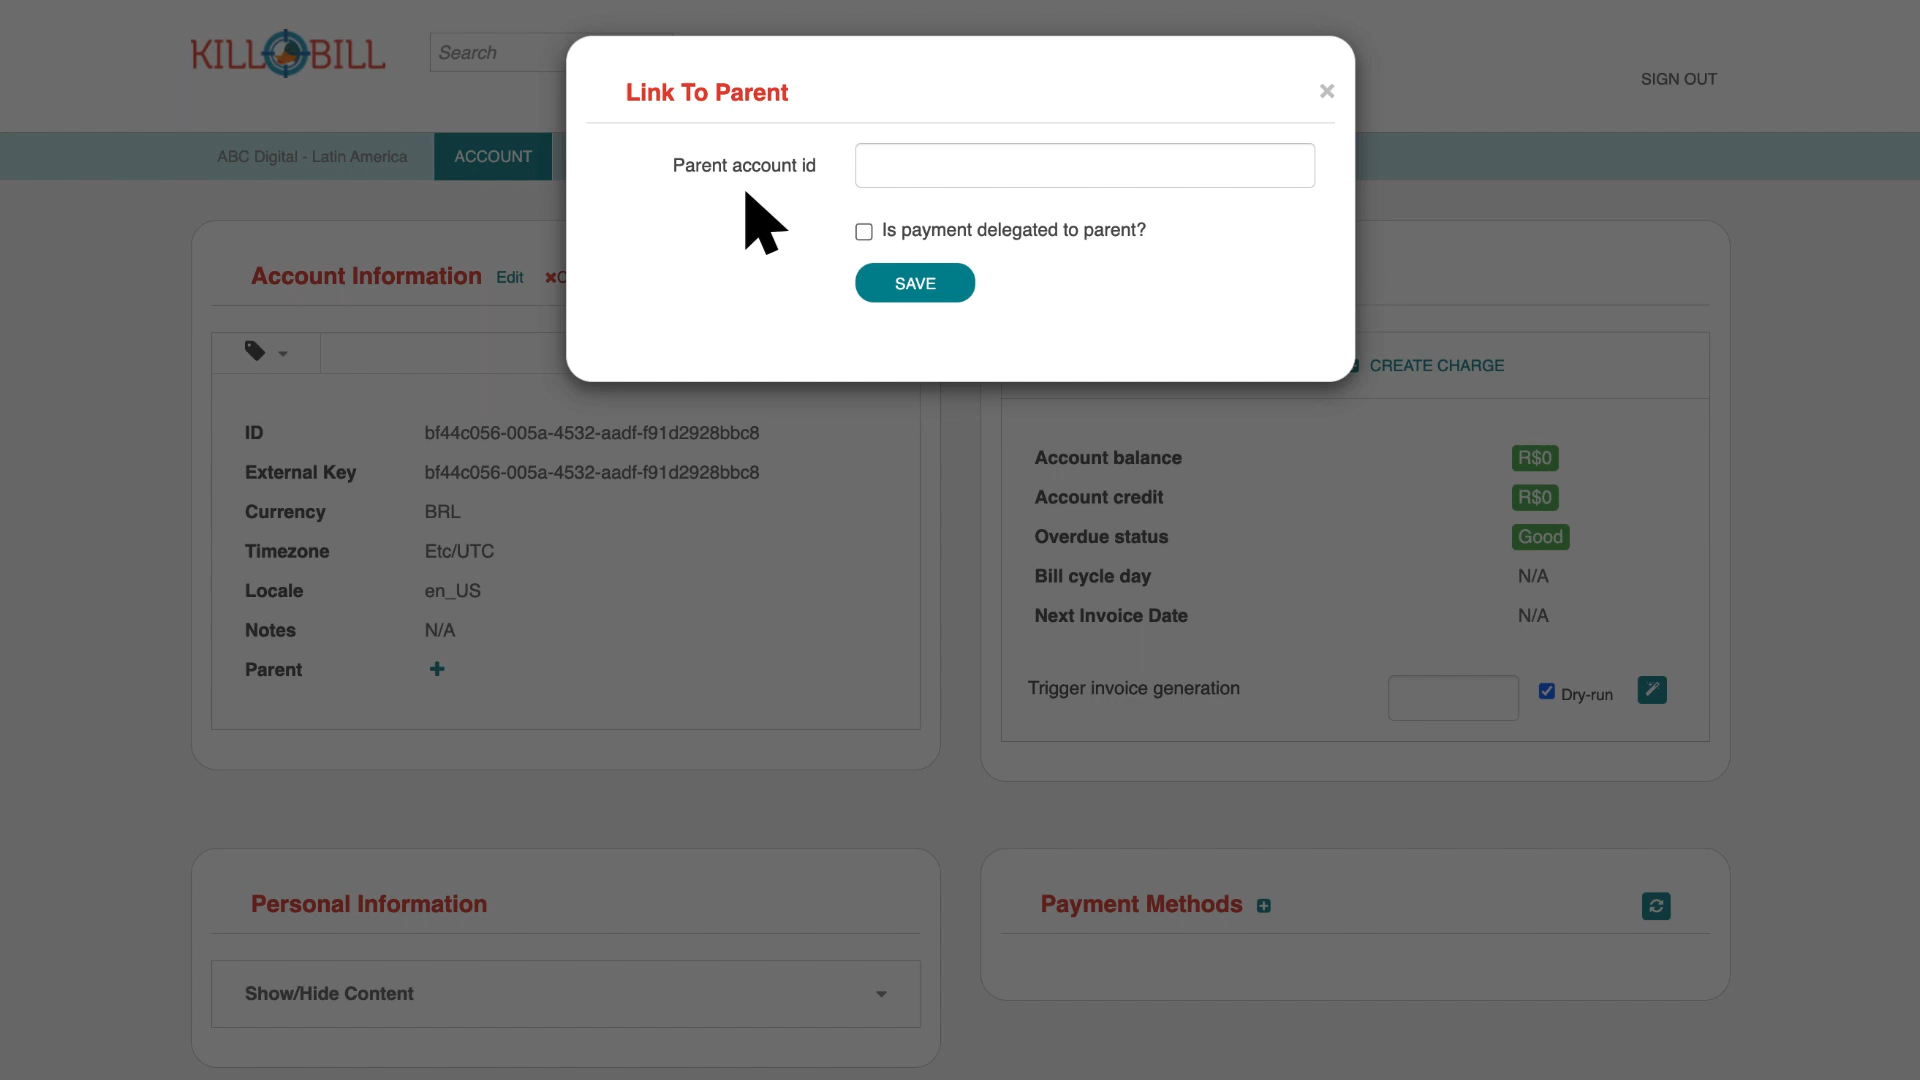 KILL BILL
Search
SIGN OUT
ABC Digital - Latin America
ACCOUNT
Link To Parent
×
Parent account id
Is payment delegated to parent?
SAVE
Account Information Edit
CREATE CHARGE
ID bf44c056-005a-4532-aadf-f91d2928bbc8
External Key bf44c056-005a-4532-aadf-f91d2928bbc8
Currency BRL
Timezone Etc/UTC
Locale en_US
Notes N/A
Parent
Account balance R$0
Account credit R$0
Overdue status Good
Bill cycle day N/A
Next Invoice Date N/A
Trigger invoice generation Dry-run
Personal Information
Show/Hide Content
Payment Methods